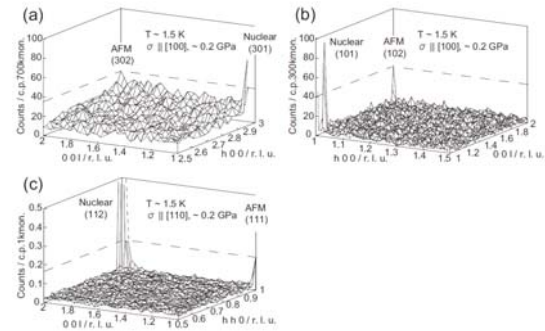 (a)
Counts / c.p.700kmon.
100
80
60
40
20
0
AFM
(302)
T ~ 1.5 K
σ || [100], ~ 0.2 GPa
Nuclear
(301)
2
1.8
1.6
1.4
1.2
1
0 0 l / r. l. u.
2.5
2.6
2.7
2.8
2.9
3
h 0 0 / r. l. u.
(b)
Counts / c.p.300kmon.
100
80
60
40
20
0
Nuclear
(101)
AFM
(102)
T ~ 1.5 K
σ || [100], ~ 0.2 GPa
1
1.1
1.2
1.3
1.4
1.5
h 0 0 / r. l. u.
1
1.2
1.4
1.6
1.8
2
0 0 l / r. l. u.
(c)
Counts / c.p.1kmon.
0.5
0.4
0.3
0.2
0.1
0
Nuclear
(112)
T ~ 1.5 K
σ || [110], ~ 0.2 GPa
AFM
(111)
2
1.8
1.6
1.4
1.2
1
0 0 l / r. l. u.
0.5
0.6
0.7
0.8
0.9
1
h h 0 / r. l. u.